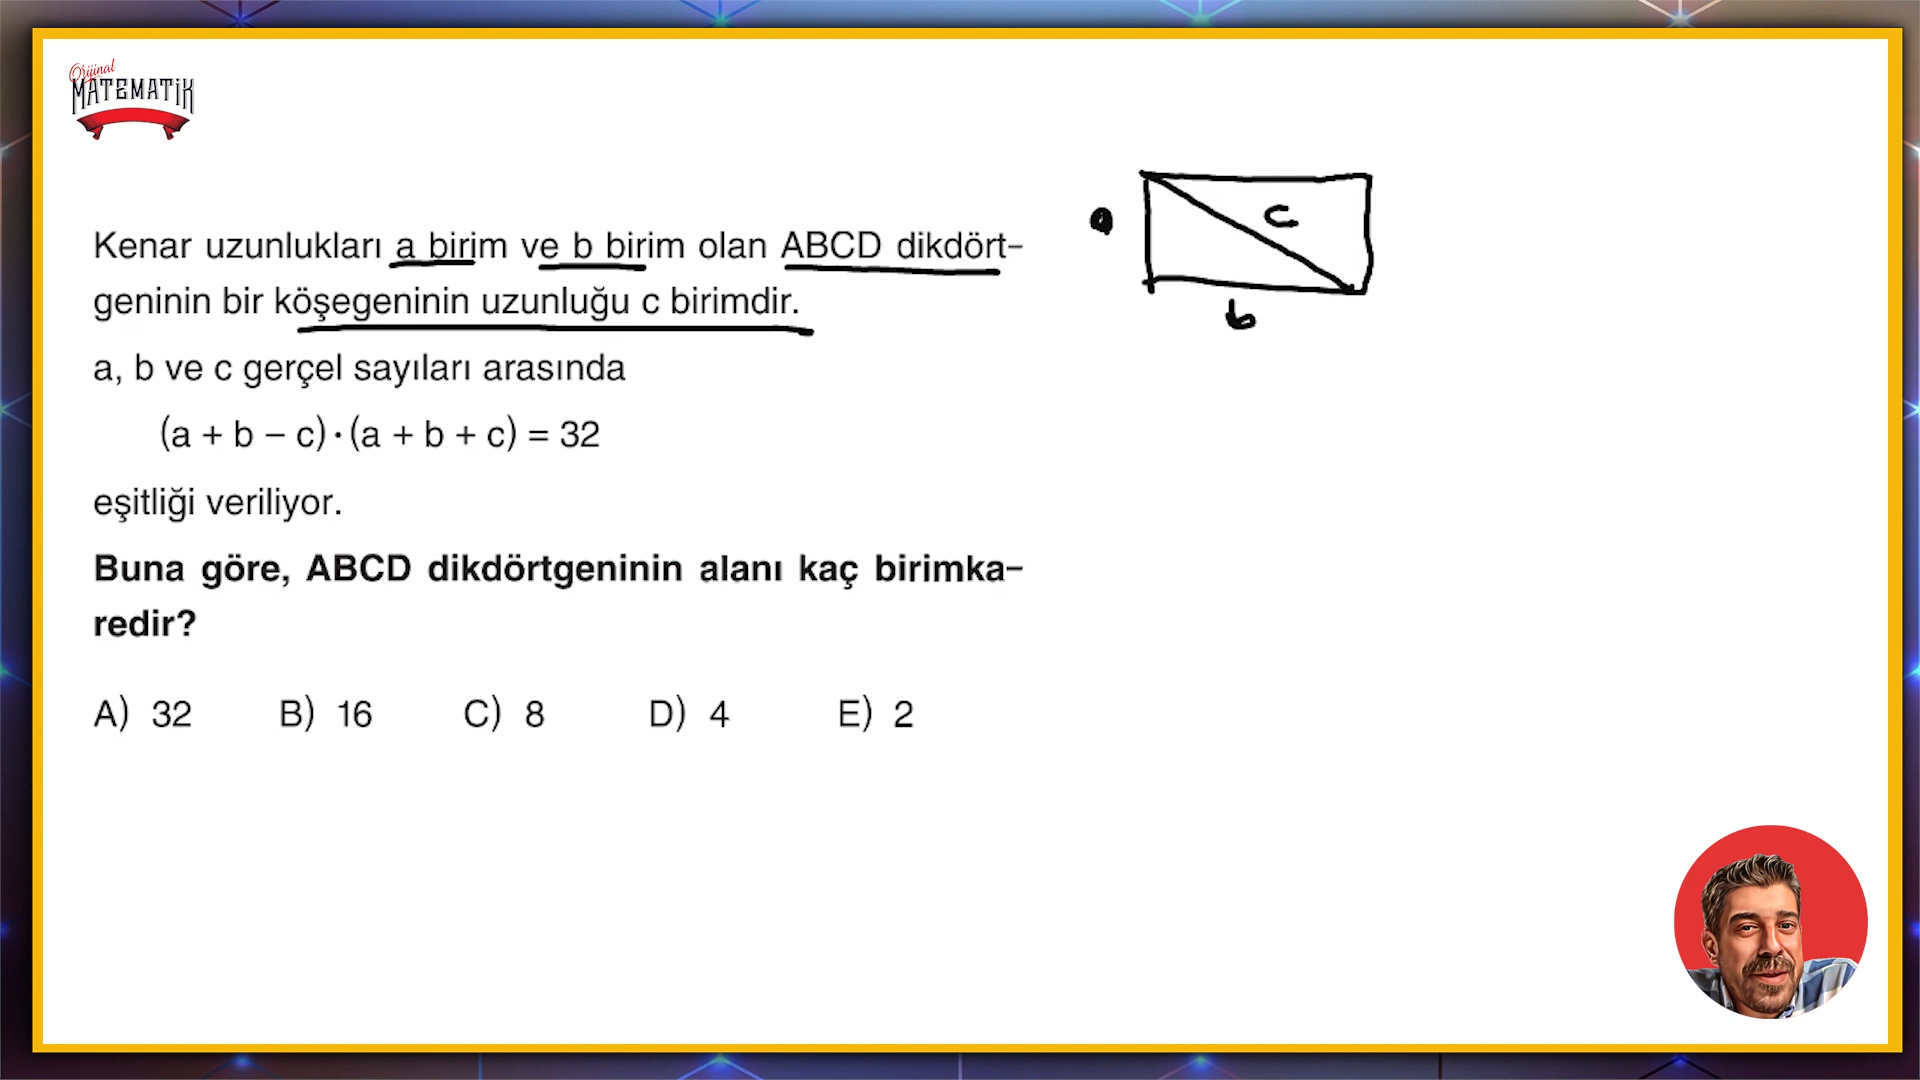 Orijinal
MATEMATİK
Kenar uzunlukları a birim ve b birim olan ABCD dikdört-
geninin bir köşegeninin uzunluğu c birimdir.
a, b ve c gerçel sayıları arasında
(a + b – c)·(a + b + c) = 32
eşitliği veriliyor.
Buna göre, ABCD dikdörtgeninin alanı kaç birimka-
redir?
A) 32 B) 16 C) 8 D) 4 E) 2
a
c
b